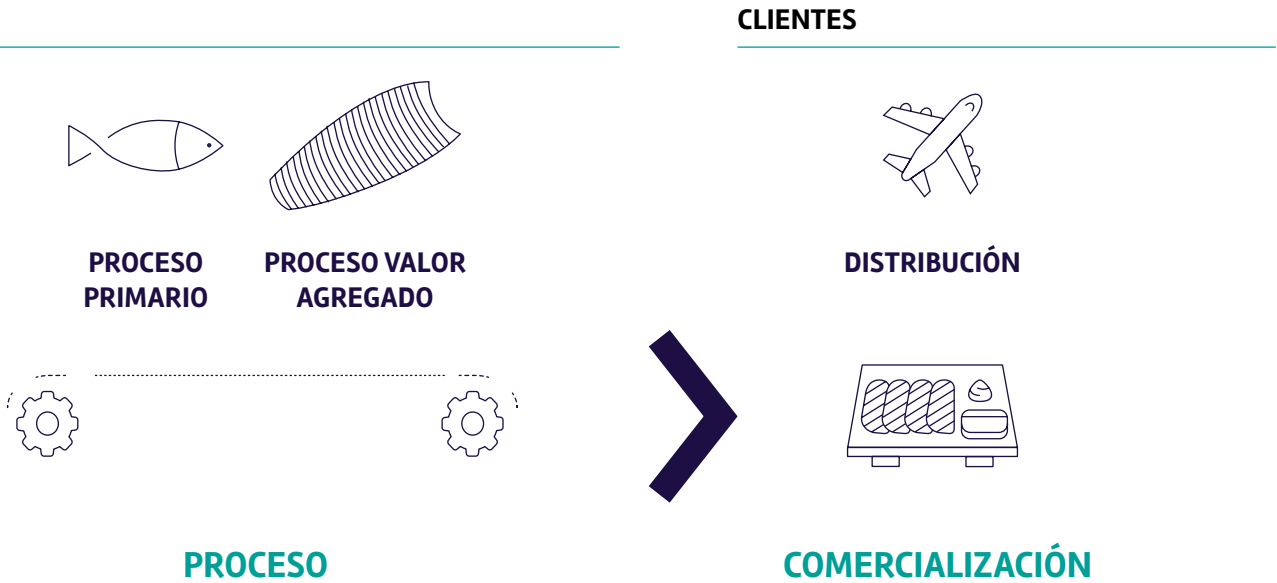 CLIENTES
PROCESO
PRIMARIO
PROCESO VALOR
AGREGADO
DISTRIBUCIÓN
PROCESO
COMERCIALIZACIÓN